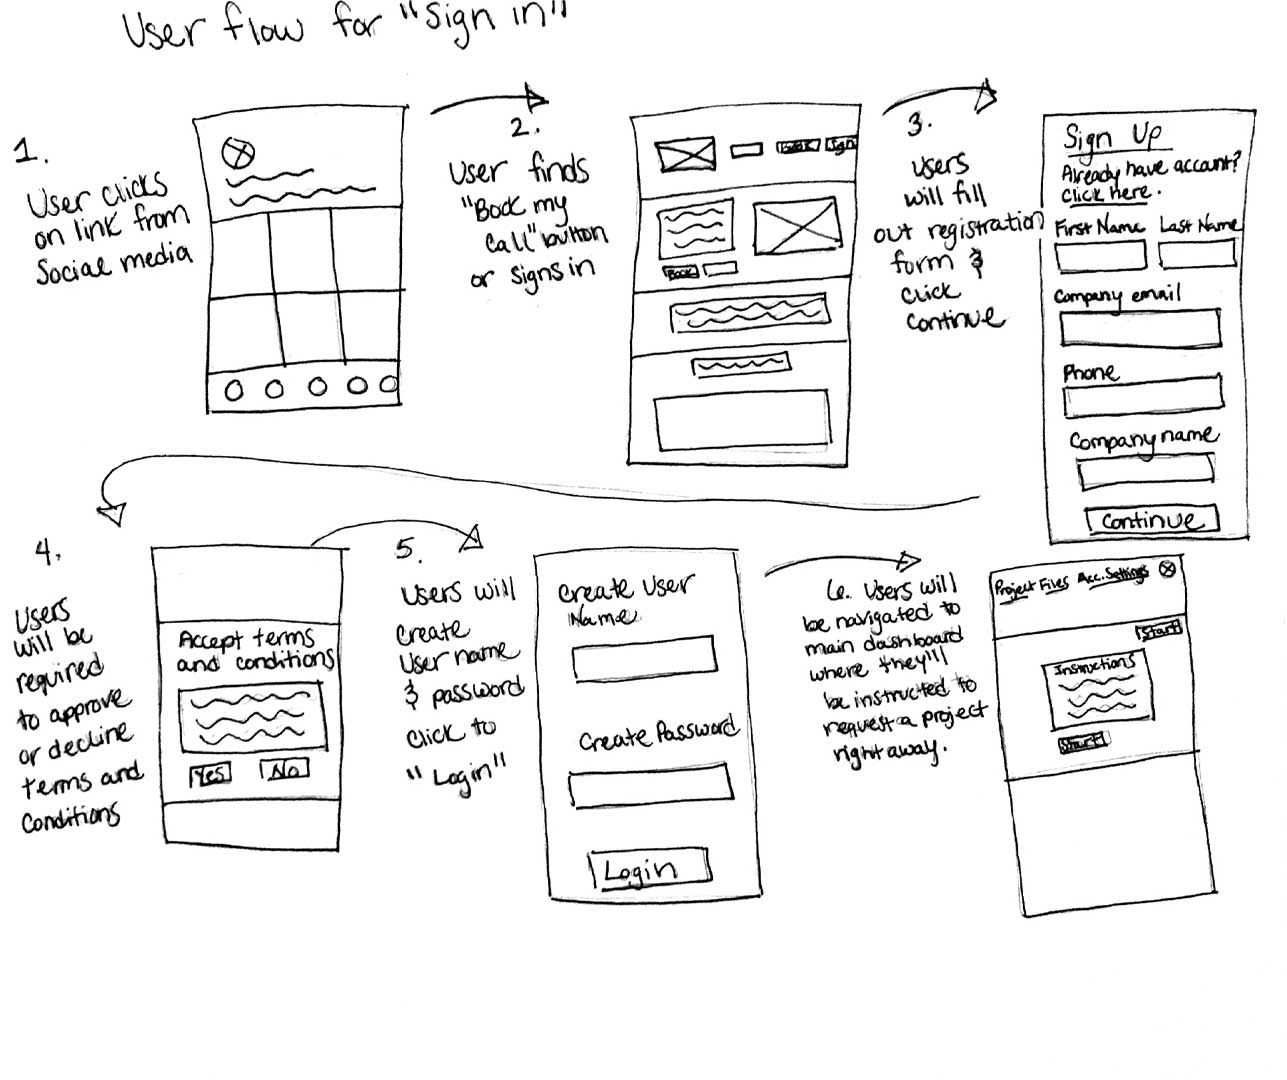 User flow for "Sign in"
1.
User clicks
on link from
Social media
2.
User finds
"Book my
Call" button
or signs in
Book
Sign
Book
3.
Users
will fill
out registration
form &
click
Continue
Sign Up
Already have account?
Click here.
First Name Last Name
Company email
Phone
Company name
Continue
4.
Users
will be
required
to approve
or decline
terms and
Conditions
Accept terms
and conditions
Yes No
5.
Users will
create
User name
& password
Click to
"Login"
Create User
Name
Create Password
Login
6. Users will
be navigated to
main dashboard
where they'll
be instructed to
request a project
right away.
Project Files Acc. Settings
Start
Instructions
Start